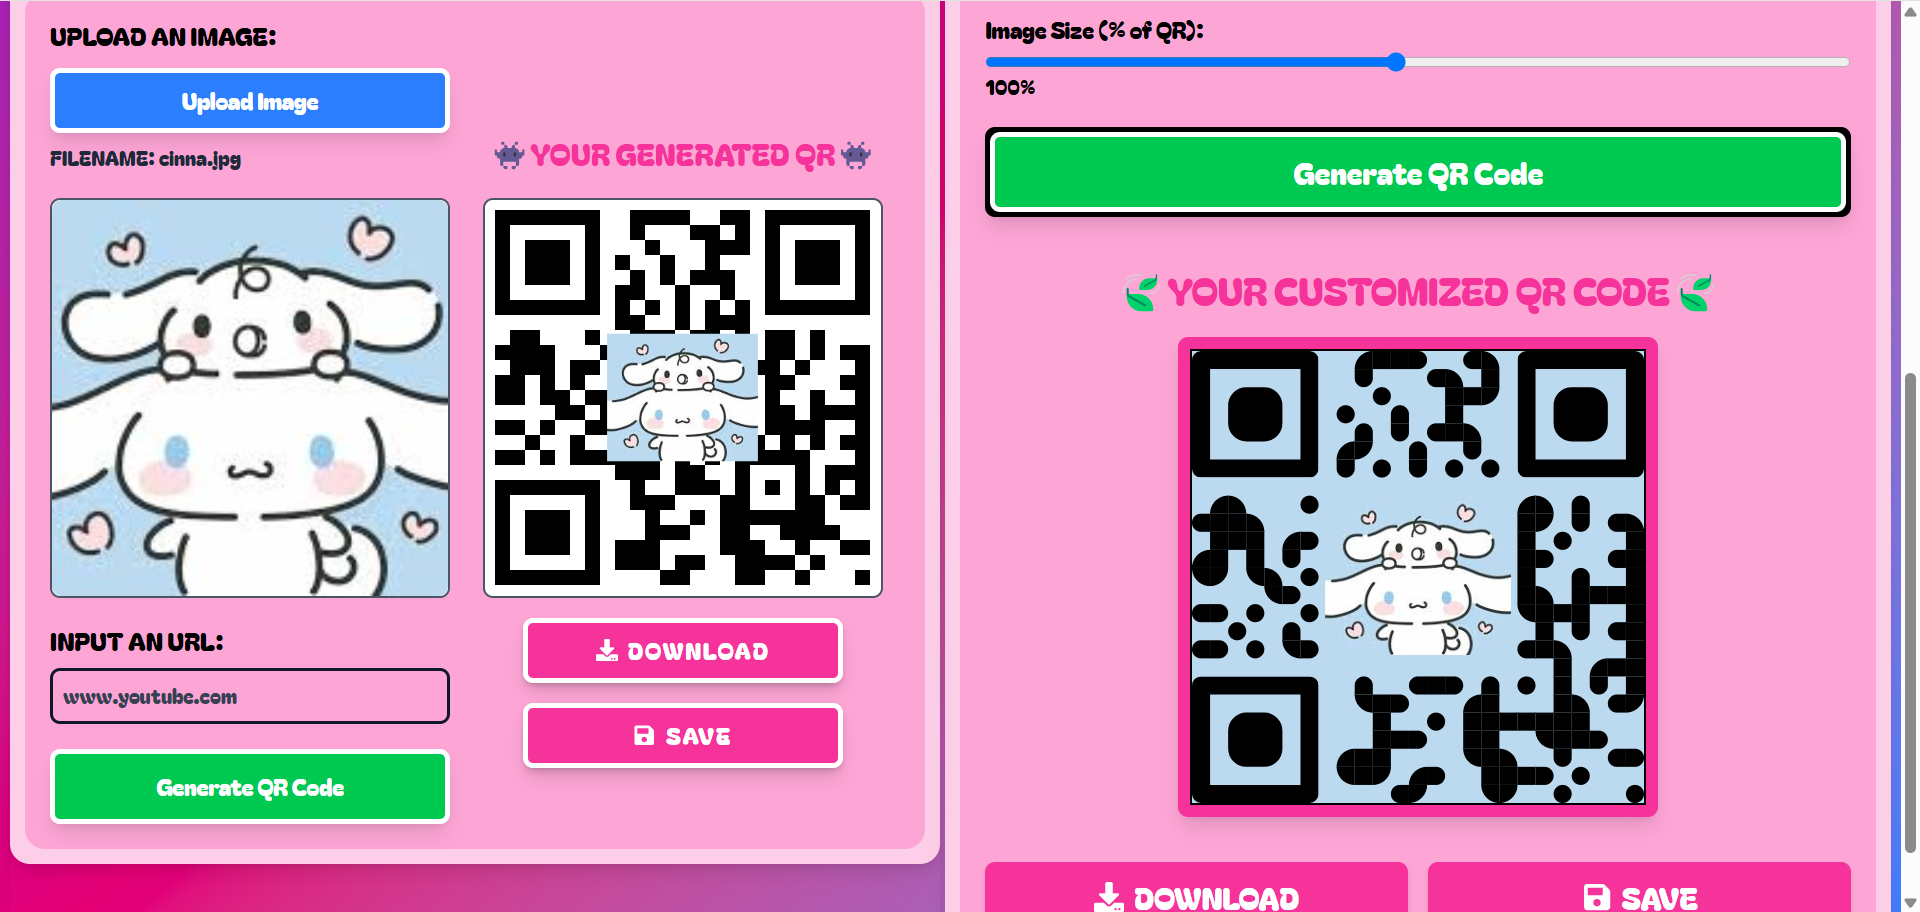 UPLOAD AN IMAGE:
Upload Image
FILENAME: cinna.jpg
YOUR GENERATED QR
DOWNLOAD
SAVE
INPUT AN URL:
www.youtube.com
Generate QR Code
Image Size (% of QR):
100%
Generate QR Code
YOUR CUSTOMIZED QR CODE
DOWNLOAD
SAVE